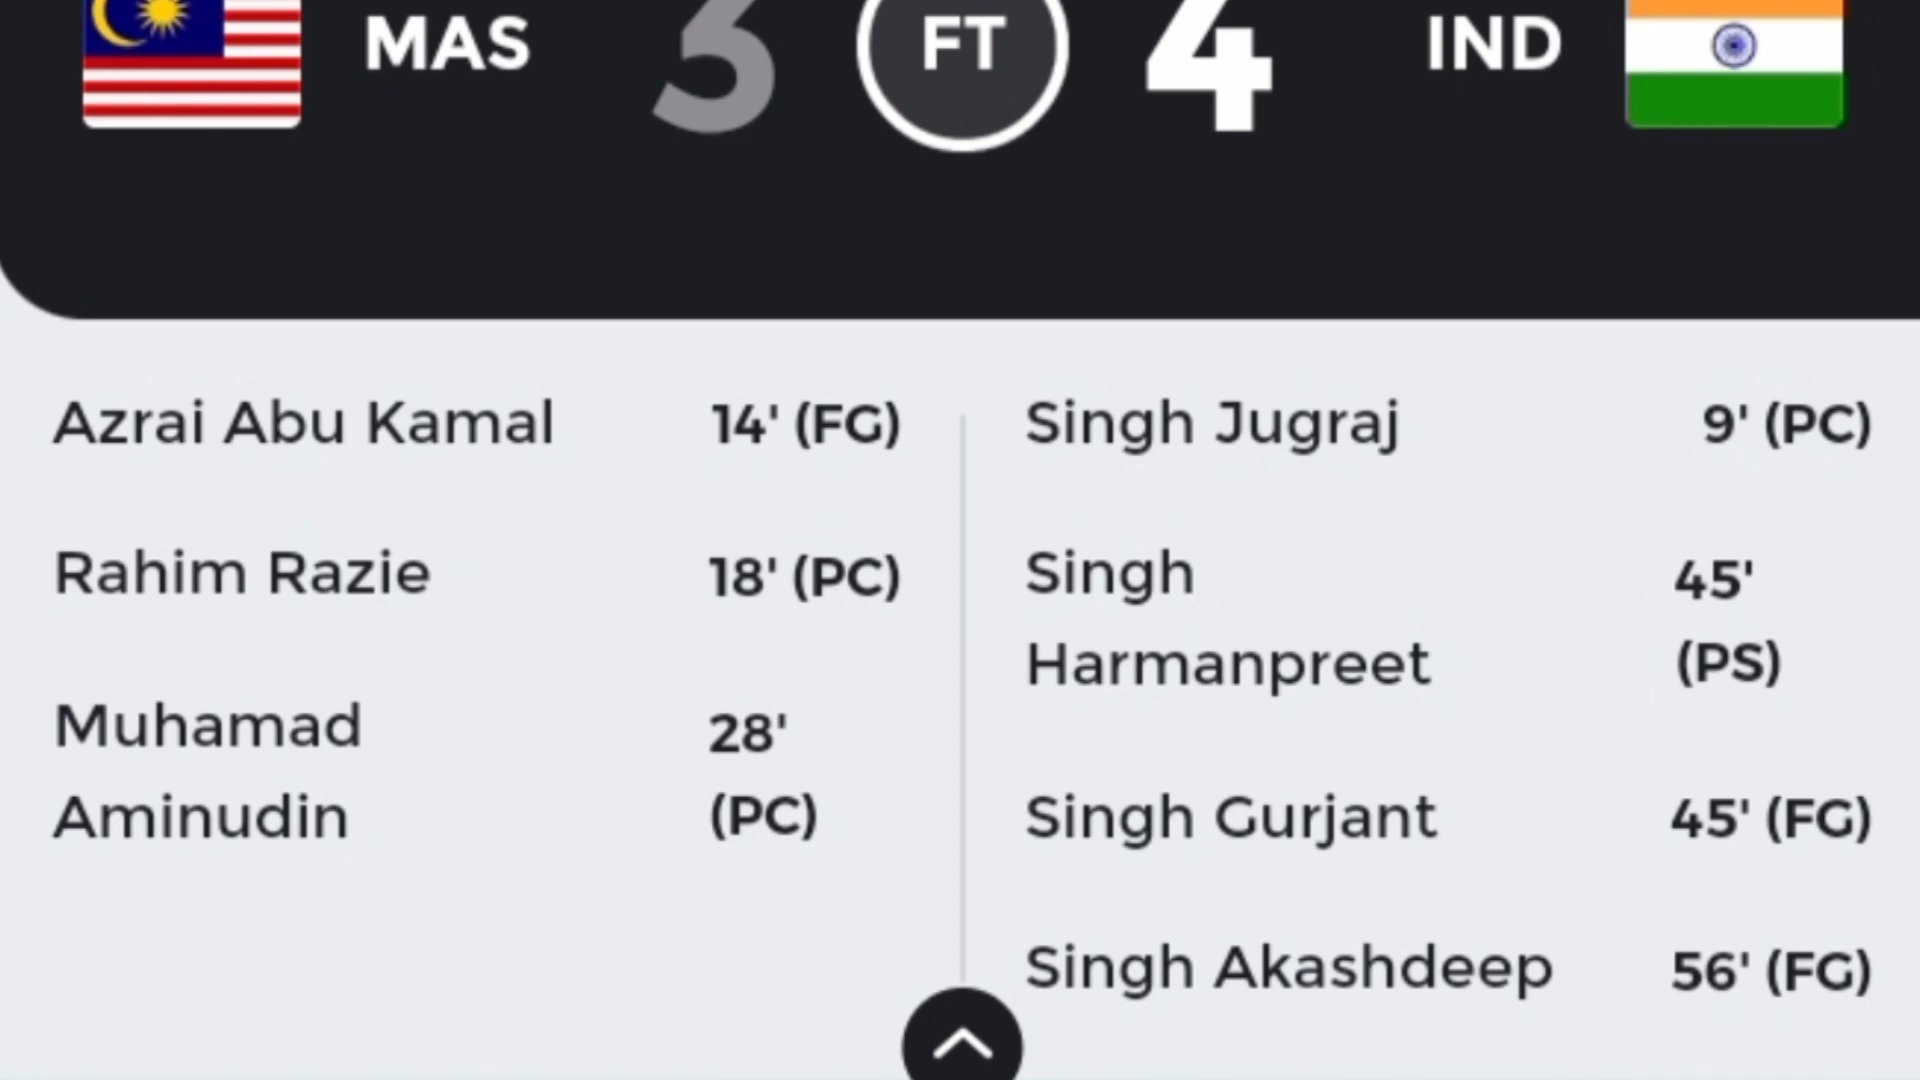 MAS 3 FT 4 IND
Azrai Abu Kamal 14' (FG)
Rahim Razie 18' (PC)
Muhamad 28'
Aminudin (PC)
Singh Jugraj 9' (PC)
Singh 45'
Harmanpreet (PS)
Singh Gurjant 45' (FG)
Singh Akashdeep 56' (FG)